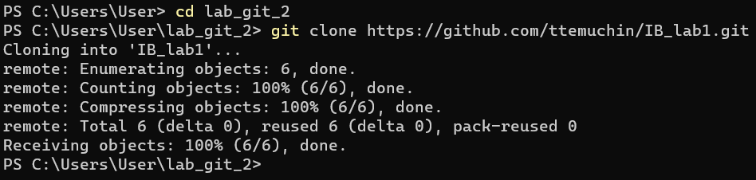 PS C:\Users\User> cd lab_git_2
PS C:\Users\User\lab_git_2> git clone https://github.com/ttemuchin/IB_lab1.git
Cloning into 'IB_lab1'...
remote: Enumerating objects: 6, done.
remote: Counting objects: 100% (6/6), done.
remote: Compressing objects: 100% (6/6), done.
remote: Total 6 (delta 0), reused 6 (delta 0), pack-reused 0
Receiving objects: 100% (6/6), done.
PS C:\Users\User\lab_git_2>